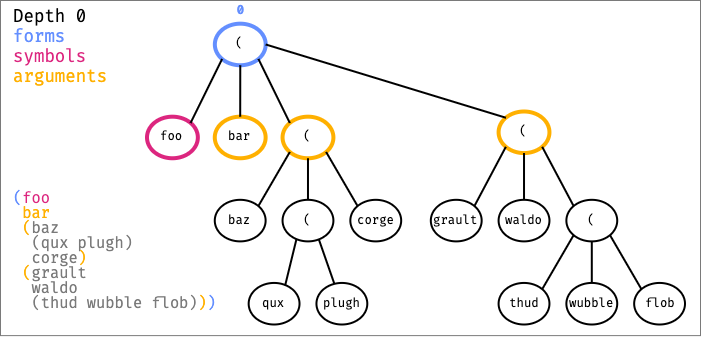 Depth 0
forms
symbols
arguments
0
(
foo
bar
(
(
baz
(
corge
grault
waldo
(
qux
plugh
thud
wubble
flob
(foo
 bar
 (baz
  (qux plugh)
  corge)
 (grault
  waldo
  (thud wubble flob)))